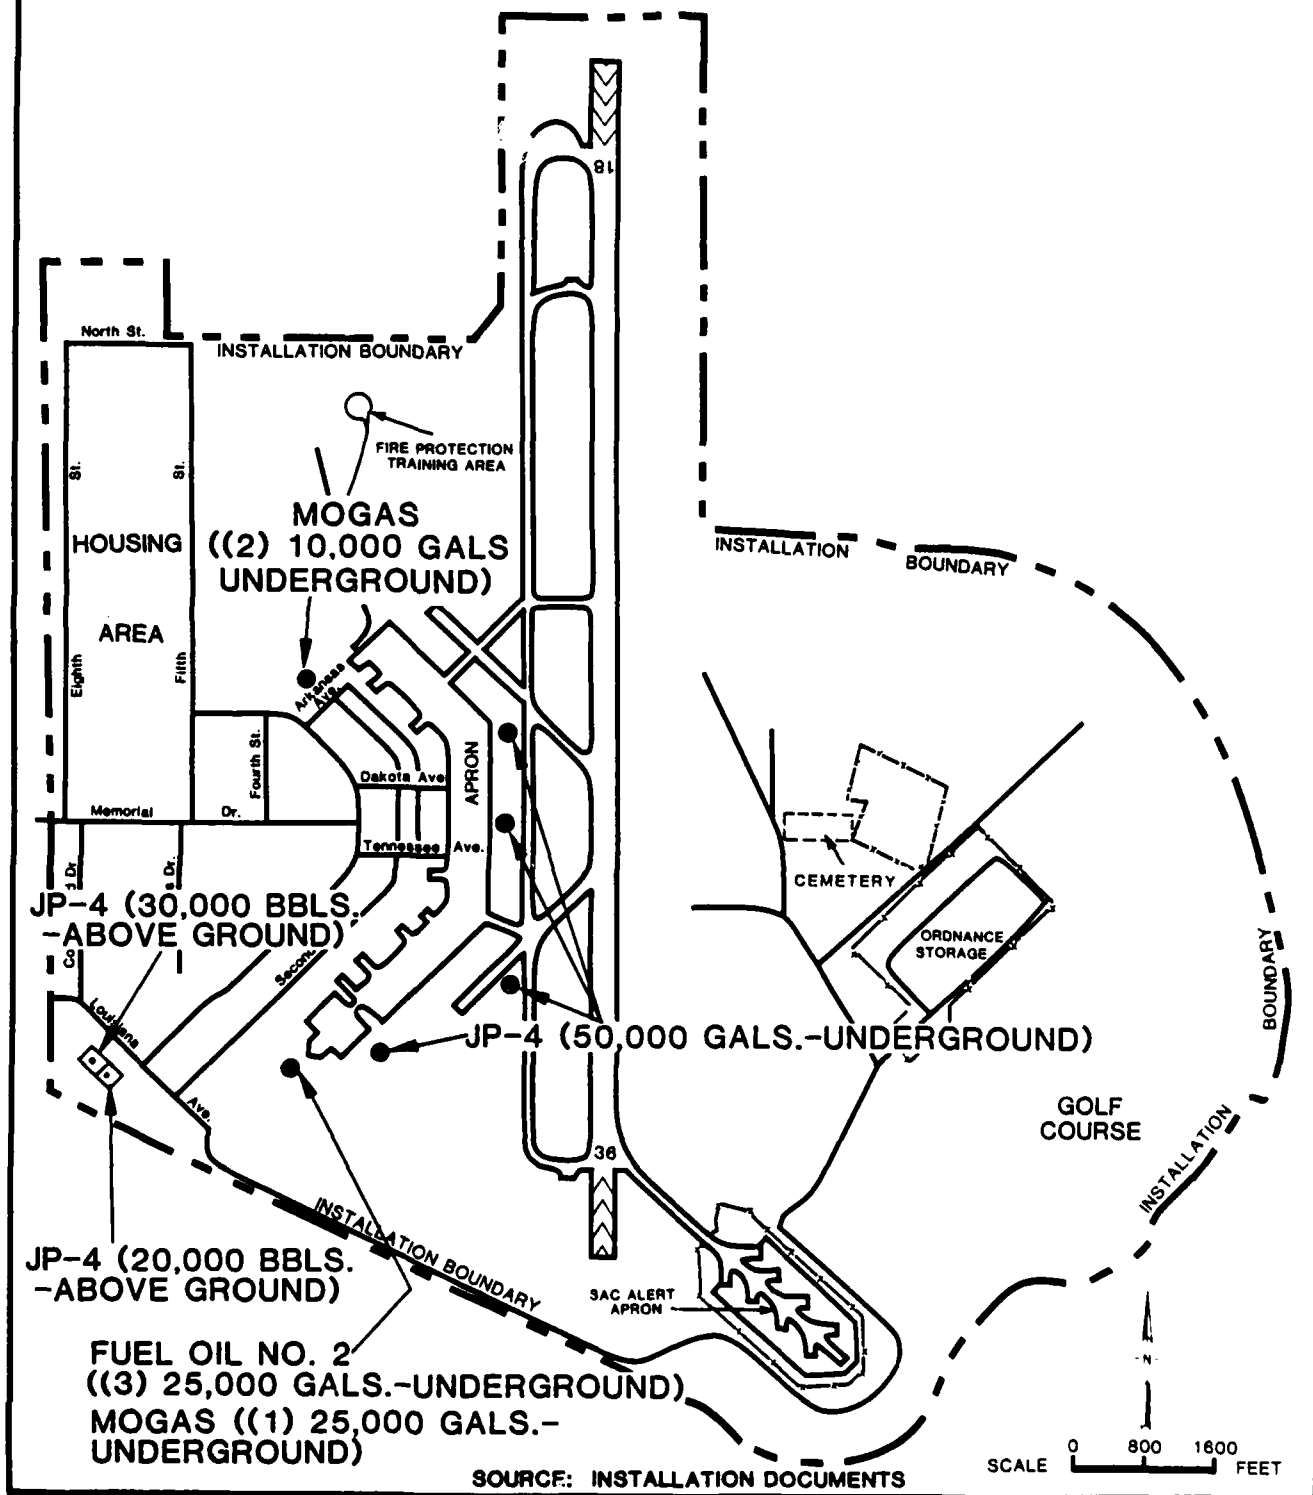 18
North St.
INSTALLATION BOUNDARY
FIRE PROTECTION
TRAINING AREA
St.
St.
MOGAS
((2) 10,000 GALS
UNDERGROUND)
HOUSING
AREA
INSTALLATION
BOUNDARY
Eighth
Fifth
Arkansas
Ave.
Fourth St.
APRON
Dakota Ave
Memorial
Dr.
Tennessee Ave.
CEMETERY
JP-4 (30,000 BBLS.
-ABOVE GROUND)
Second
ORDNANCE
STORAGE
BOUNDARY
Louisiana
JP-4 (50,000 GALS.-UNDERGROUND)
Ave.
GOLF
COURSE
36
INSTALLATION
INSTALLATION BOUNDARY
JP-4 (20,000 BBLS.
-ABOVE GROUND)
SAC ALERT
APRON
FUEL OIL NO. 2
((3) 25,000 GALS.-UNDERGROUND)
MOGAS ((1) 25,000 GALS.-
UNDERGROUND)
-N-
0 800 1600
SCALE FEET
SOURCE: INSTALLATION DOCUMENTS